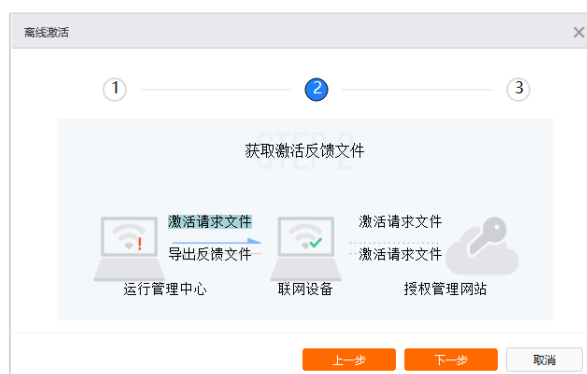 离线激活
1
2
3
STEP 2
获取激活反馈文件
激活请求文件
激活请求文件
导出反馈文件
激活请求文件
运行管理中心
联网设备
授权管理网站
上一步
下一步
取消